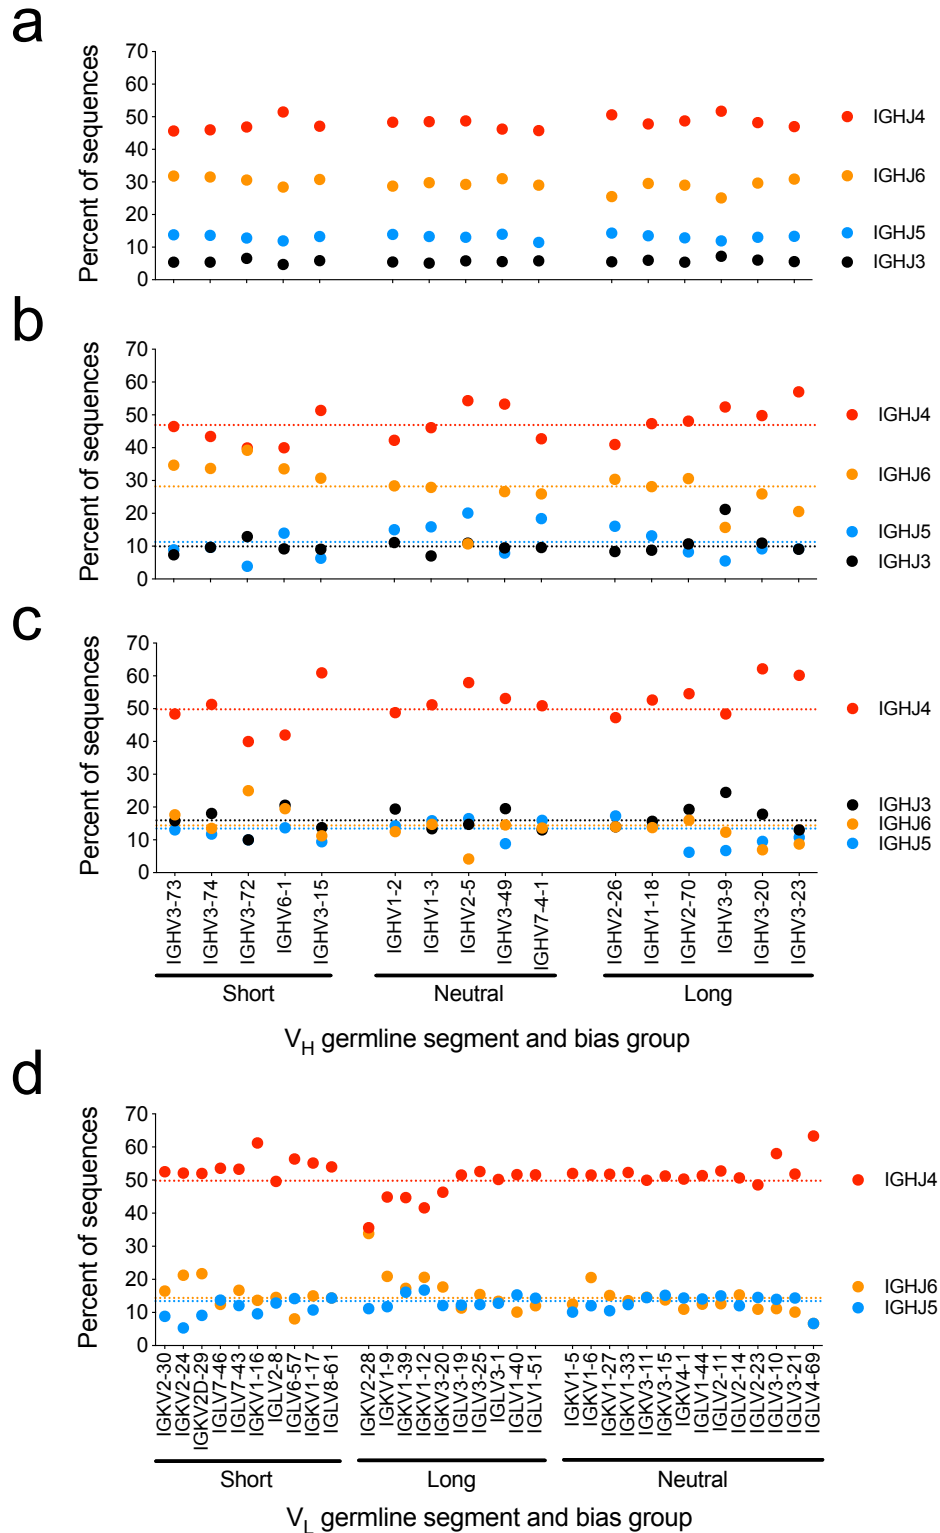 a
Percent of sequences
70
60
50
40
30
20
10
0
IGHJ4
IGHJ6
IGHJ5
IGHJ3
b
Percent of sequences
70
60
50
40
30
20
10
0
IGHJ4
IGHJ6
IGHJ5
IGHJ3
c
Percent of sequences
70
60
50
40
30
20
10
0
IGHJ4
IGHJ3
IGHJ6
IGHJ5
IGHV3-73
IGHV3-74
IGHV3-72
IGHV6-1
IGHV3-15
IGHV1-2
IGHV1-3
IGHV2-5
IGHV3-49
IGHV7-4-1
IGHV2-26
IGHV1-18
IGHV2-70
IGHV3-9
IGHV3-20
IGHV3-23
Short
Neutral
Long
VH germline segment and bias group
d
Percent of sequences
70
60
50
40
30
20
10
0
IGHJ4
IGHJ6
IGHJ5
IGKV2-30
IGKV2-24
IGKV2D-29
IGLV7-46
IGLV7-43
IGKV1-16
IGLV2-8
IGLV6-57
IGKV1-17
IGLV8-61
IGKV2-28
IGKV1-9
IGKV1-39
IGKV1-12
IGKV3-20
IGLV3-19
IGLV3-25
IGLV3-1
IGLV1-40
IGLV1-51
IGKV1-5
IGKV1-6
IGKV1-27
IGKV1-33
IGKV3-11
IGKV3-15
IGKV4-1
IGLV1-44
IGLV2-11
IGLV2-14
IGLV2-23
IGLV3-10
IGLV3-21
IGLV4-69
Short
Long
Neutral
VL germline segment and bias group